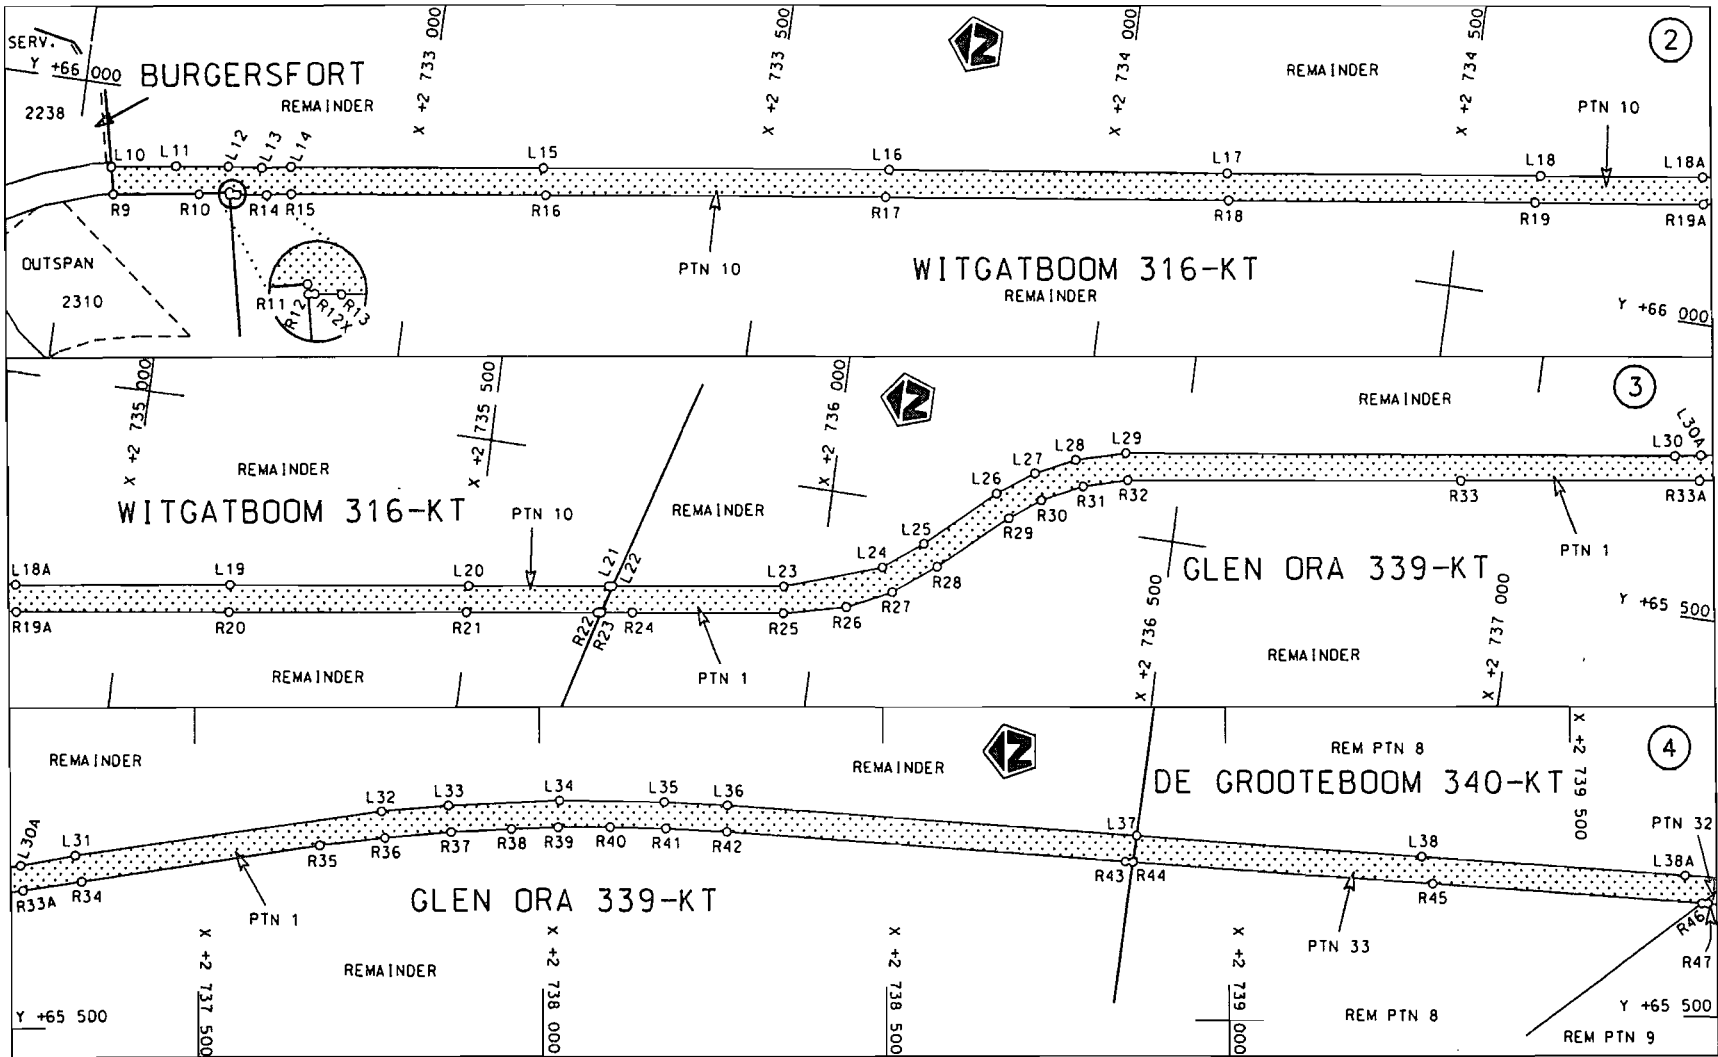 2
SERV.
Y +66 000
BURGERSFORT
2238
REMAINDER
X +2 733 000
X +2 733 500
X +2 734 000
X +2 734 500
N
REMAINDER
PTN 10
L10
L11
L12
L13
L14
L15
L16
L17
L18
L18A
R9
R10
R14
R15
R16
R17
R18
R19
R19A
OUTSPAN
2310
R11
R12
R12X
R13
PTN 10
WITGATBOOM 316-KT
REMAINDER
Y +66 000
3
X +2 735 000
X +2 735 500
X +2 736 000
N
REMAINDER
REMAINDER
WITGATBOOM 316-KT
PTN 10
REMAINDER
L18A
L19
L20
L21
L22
L23
L24
L25
L26
L27
L28
L29
L30
L30A
R19A
R20
R21
R22
R23
R24
R25
R26
R27
R28
R29
R30
R31
R32
R33
R33A
PTN 1
GLEN ORA 339-KT
REMAINDER
PTN 1
X +2 736 500
REMAINDER
X +2 737 000
Y +65 500
4
REMAINDER
N
REMAINDER
REM PTN 8
DE GROOTEBOOM 340-KT
X +2 739 500
PTN 32
L30A
L31
L32
L33
L34
L35
L36
L37
L38
L38A
R33A
R34
R35
R36
R37
R38
R39
R40
R41
R42
R43
R44
R45
R46
R47
PTN 1
GLEN ORA 339-KT
PTN 33
REMAINDER
X +2 737 500
X +2 738 000
X +2 738 500
X +2 739 000
Y +65 500
REM PTN 8
Y +65 500
REM PTN 9